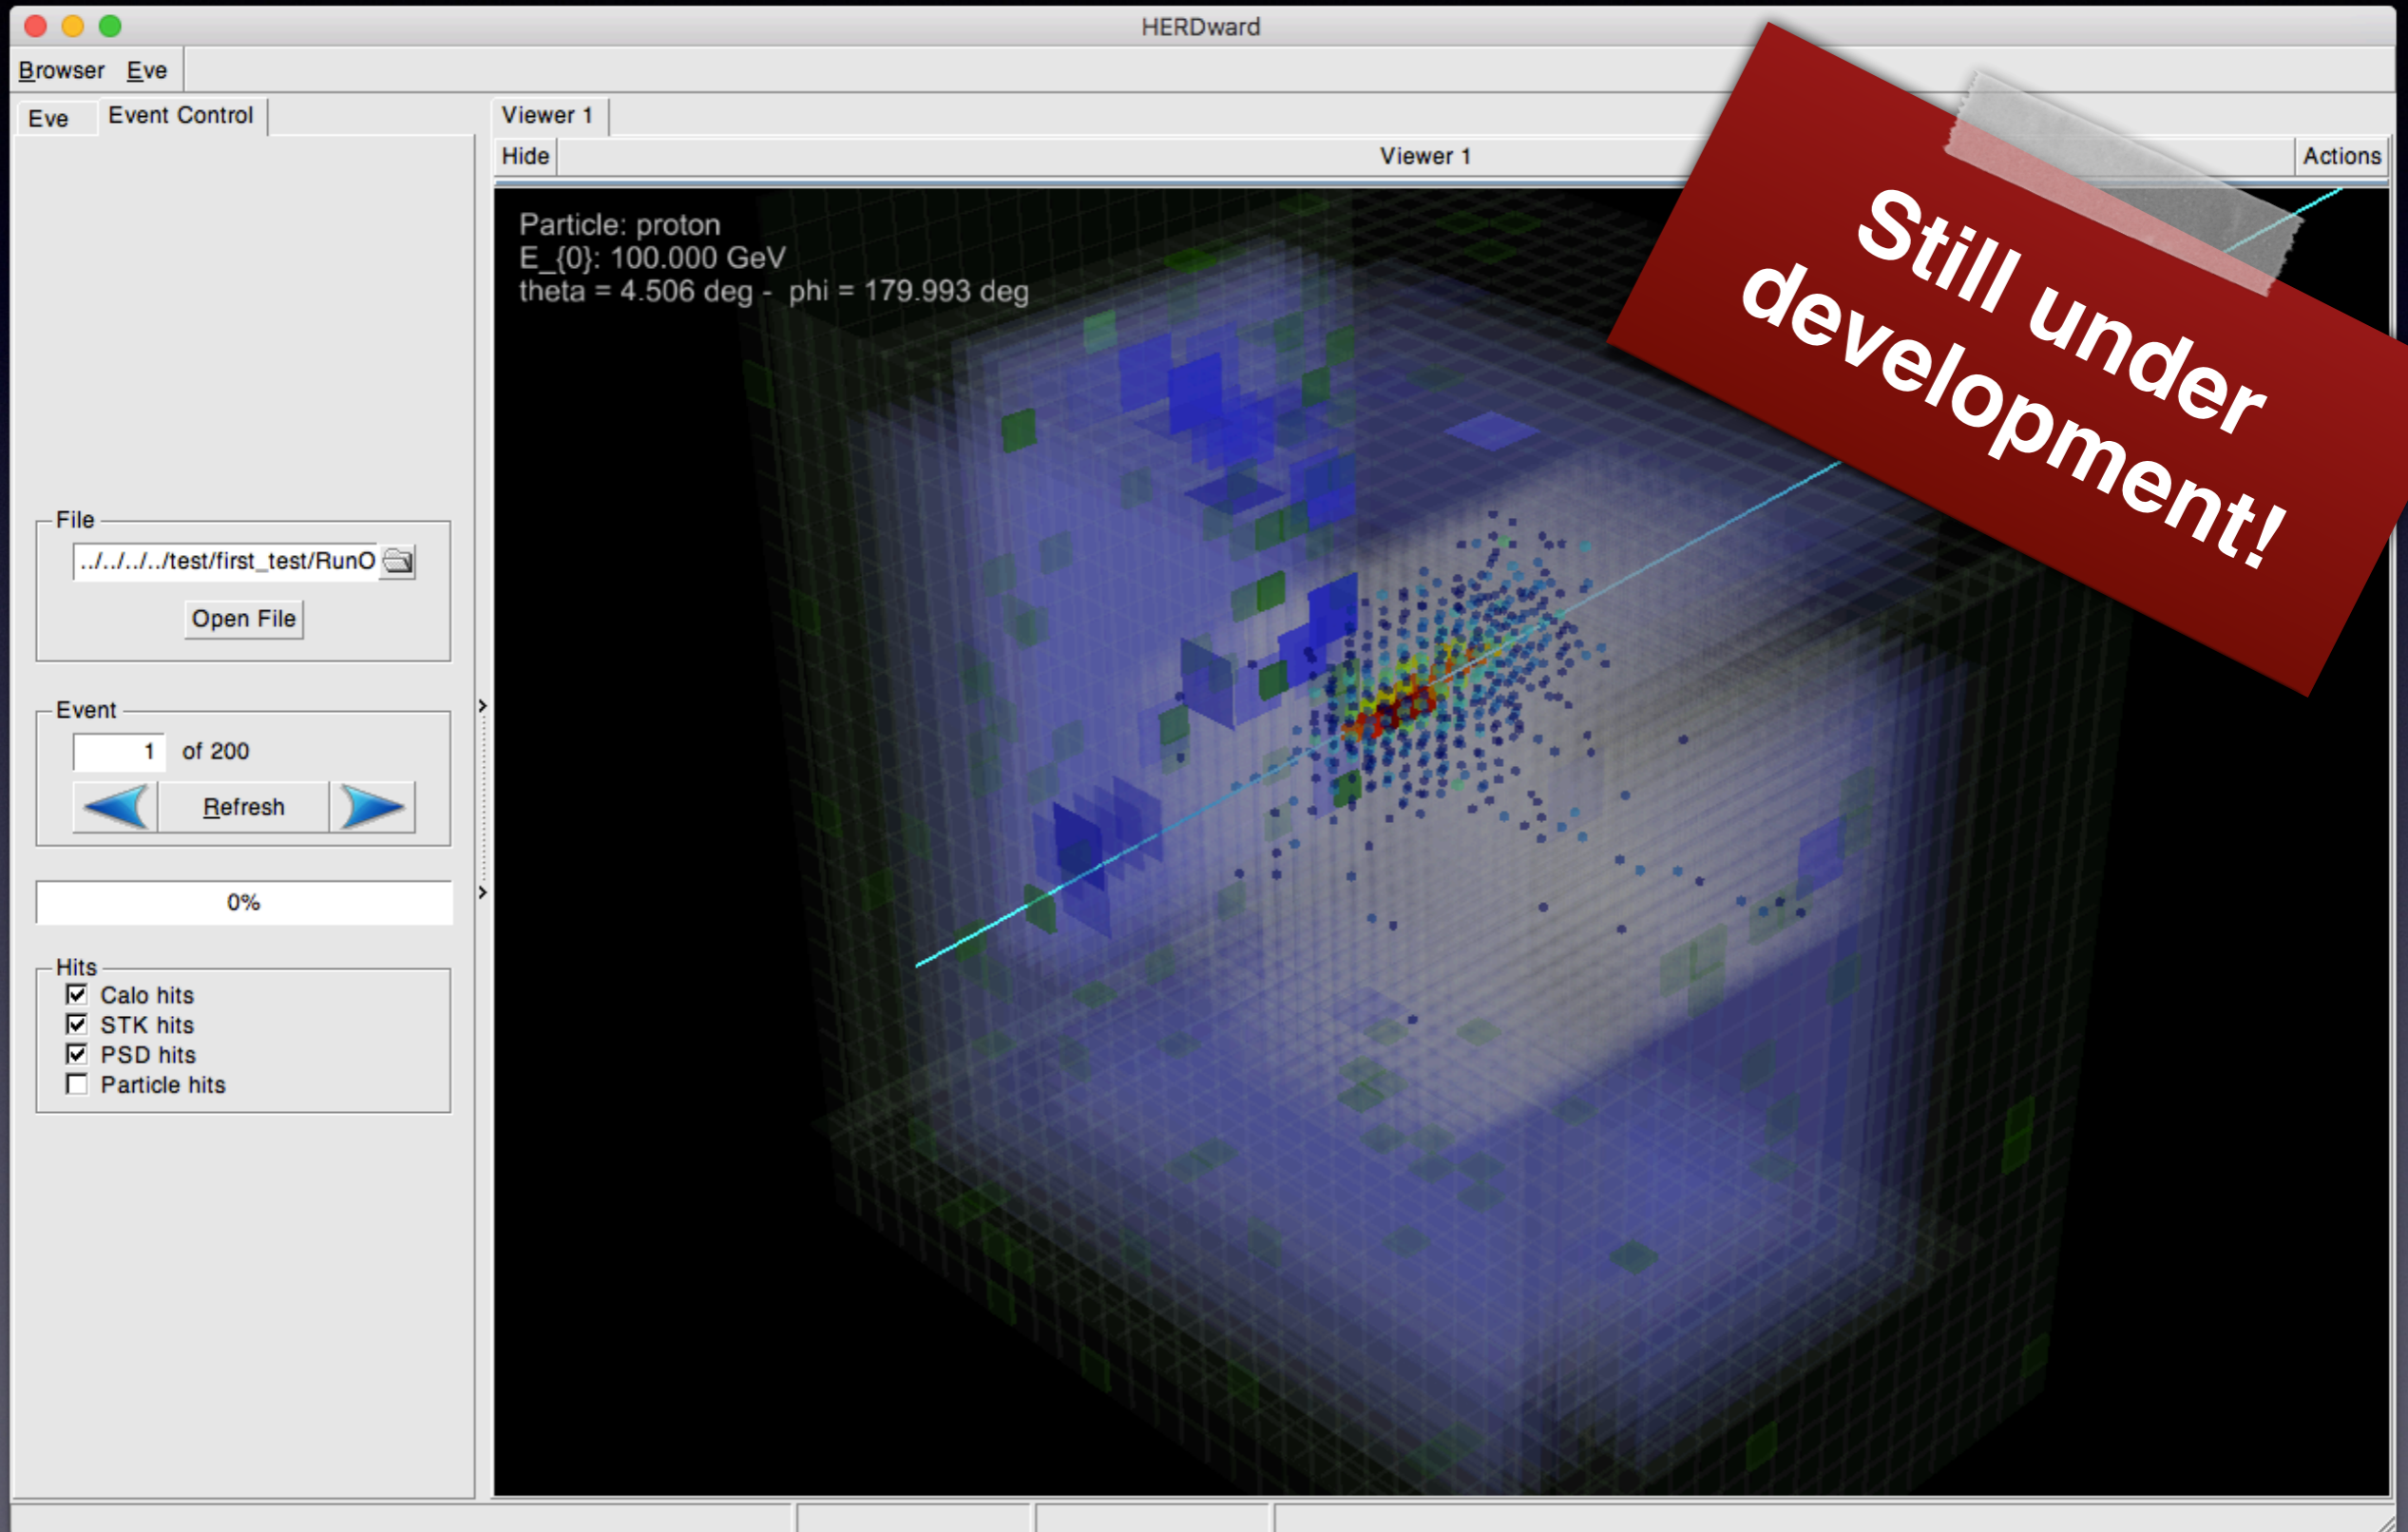 HERDward
Browser Eve
Eve Event Control
Viewer 1
Hide Viewer 1 Actions
Particle: proton
E_{0}: 100.000 GeV
theta = 4.506 deg - phi = 179.993 deg
Still under
development!
File
../../../../test/first_test/RunO
Open File
Event
1 of 200
Refresh
0%
Hits
Calo hits
STK hits
PSD hits
Particle hits